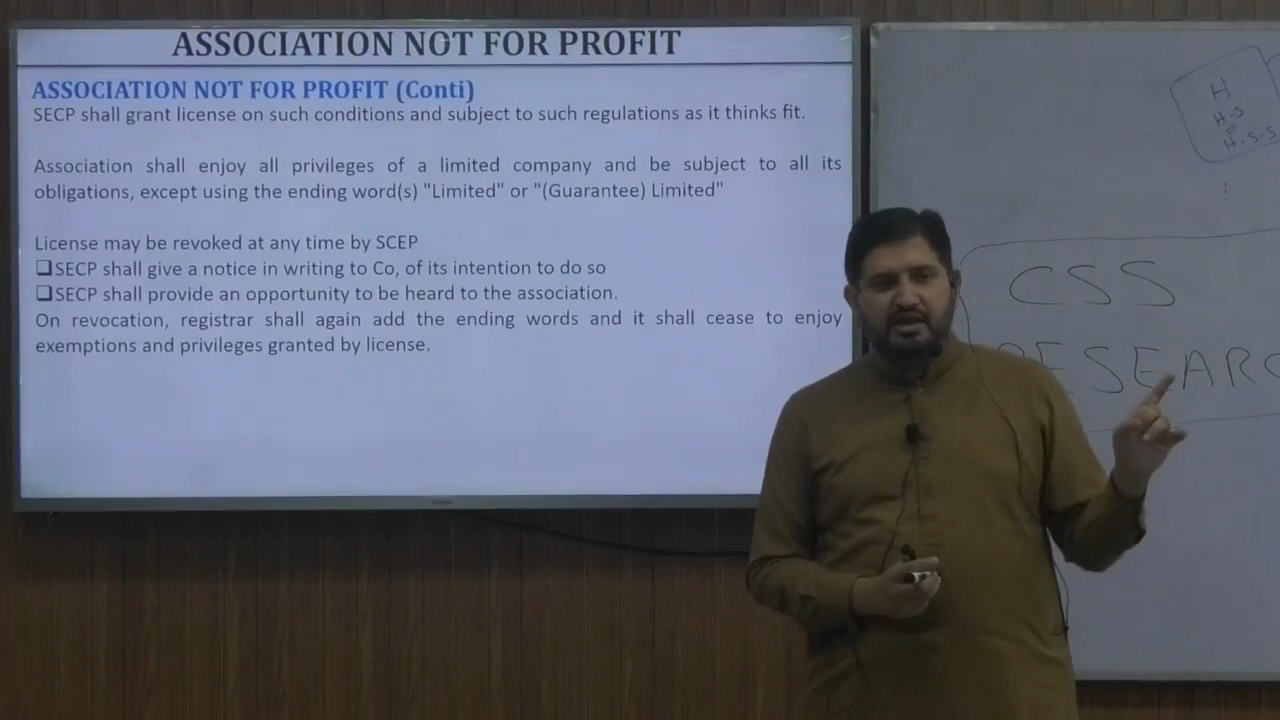 ASSOCIATION NOT FOR PROFIT
ASSOCIATION NOT FOR PROFIT (Conti)
SECP shall grant license on such conditions and subject to such regulations as it thinks fit.
Association shall enjoy all privileges of a limited company and be subject to all its
obligations, except using the ending word(s) "Limited" or "(Guarantee) Limited"
License may be revoked at any time by SCEP
❑SECP shall give a notice in writing to Co, of its intention to do so
❑SECP shall provide an opportunity to be heard to the association.
On revocation, registrar shall again add the ending words and it shall cease to enjoy
exemptions and privileges granted by license.
H
H-S
H-S-S
CSS
RESEARC